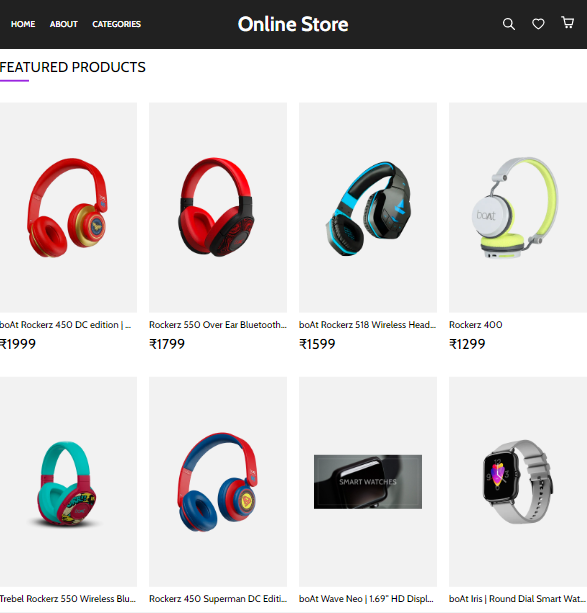 HOME ABOUT CATEGORIES Online Store
FEATURED PRODUCTS
boAt
boAt Rockerz 450 DC edition | ... Rockerz 550 Over Ear Bluetooth... boAt Rockerz 518 Wireless Head... Rockerz 400
₹1999 ₹1799 ₹1599 ₹1299
SMART WATCHES
Trebel Rockerz 550 Wireless Blu... Rockerz 450 Superman DC Editi... boAt Wave Neo | 1.69" HD Displ... boAt Iris | Round Dial Smart Wat...